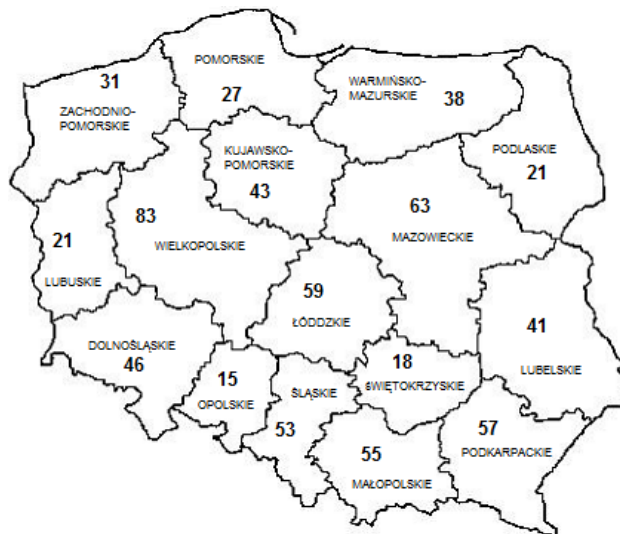 31
ZACHODNIO-
POMORSKIE
POMORSKIE
27
WARMIŃSKO-
MAZURSKIE
38
PODLASKIE
21
KUJAWSKO-
POMORSKIE
43
83
WIELKOPOLSKIE
63
MAZOWIECKIE
21
LUBUSKIE
59
ŁÓDDZKIE
DOLNOŚLĄSKIE
46
15
OPOLSKIE
ŚLĄSKIE
53
18
ŚWIĘTOKRZYSKIE
41
LUBELSKIE
55
MAŁOPOLSKIE
57
PODKARPACKIE